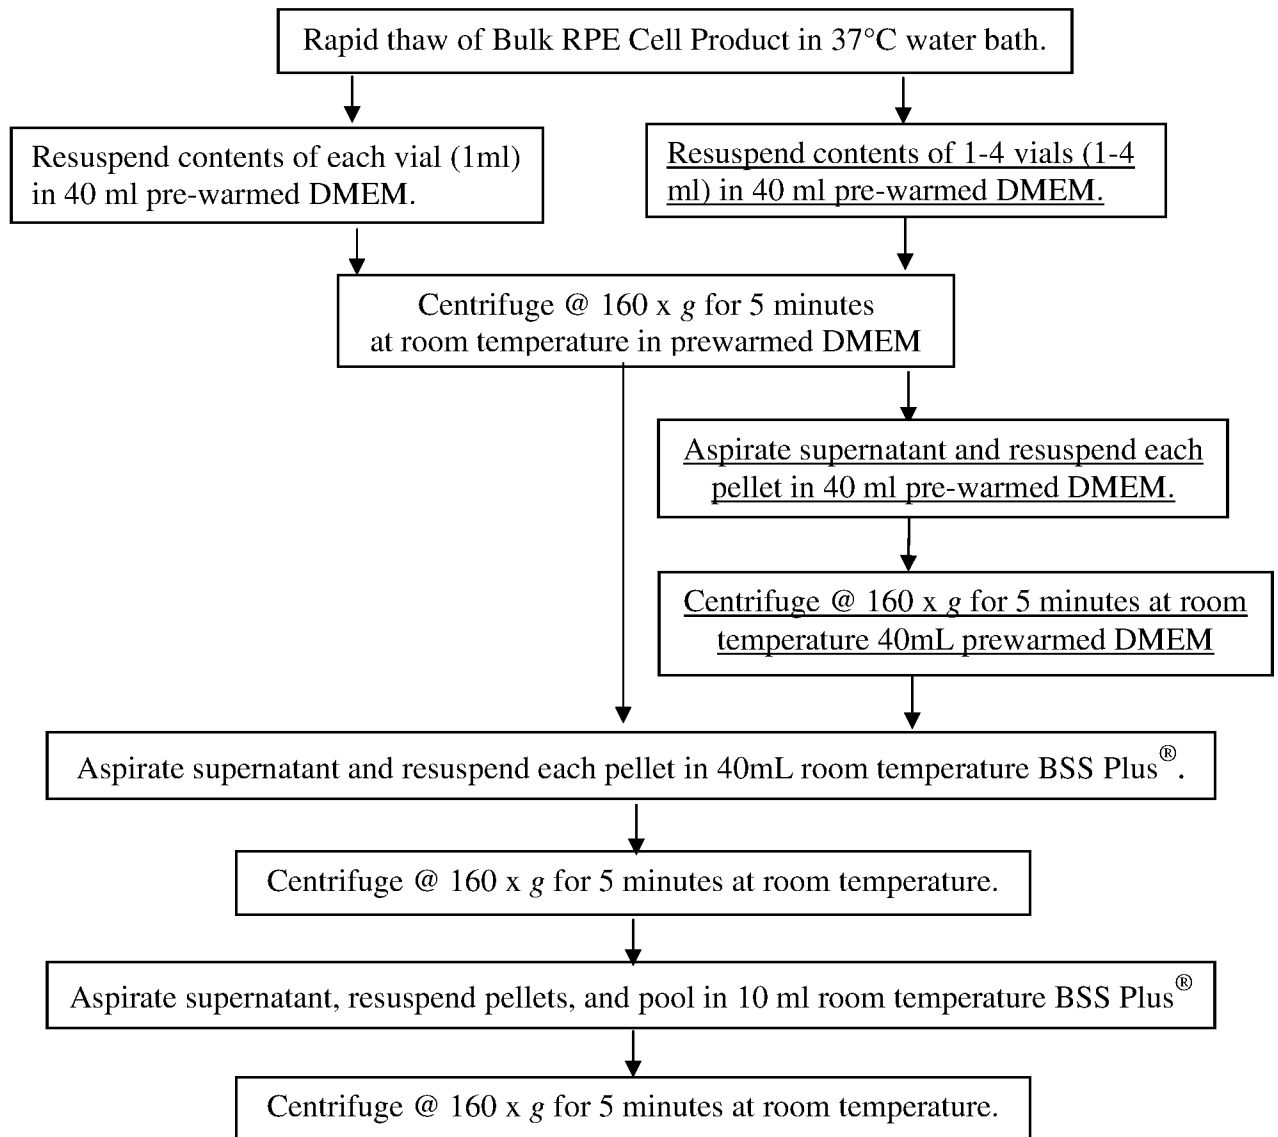 Rapid thaw of Bulk RPE Cell Product in 37°C water bath.
Resuspend contents of each vial (1ml)
in 40 ml pre-warmed DMEM.
Resuspend contents of 1-4 vials (1-4
ml) in 40 ml pre-warmed DMEM.
Centrifuge @ 160 x g for 5 minutes
at room temperature in prewarmed DMEM
Aspirate supernatant and resuspend each
pellet in 40 ml pre-warmed DMEM.
Centrifuge @ 160 x g for 5 minutes at room
temperature 40mL prewarmed DMEM
Aspirate supernatant and resuspend each pellet in 40mL room temperature BSS Plus®.
Centrifuge @ 160 x g for 5 minutes at room temperature.
Aspirate supernatant, resuspend pellets, and pool in 10 ml room temperature BSS Plus®
Centrifuge @ 160 x g for 5 minutes at room temperature.